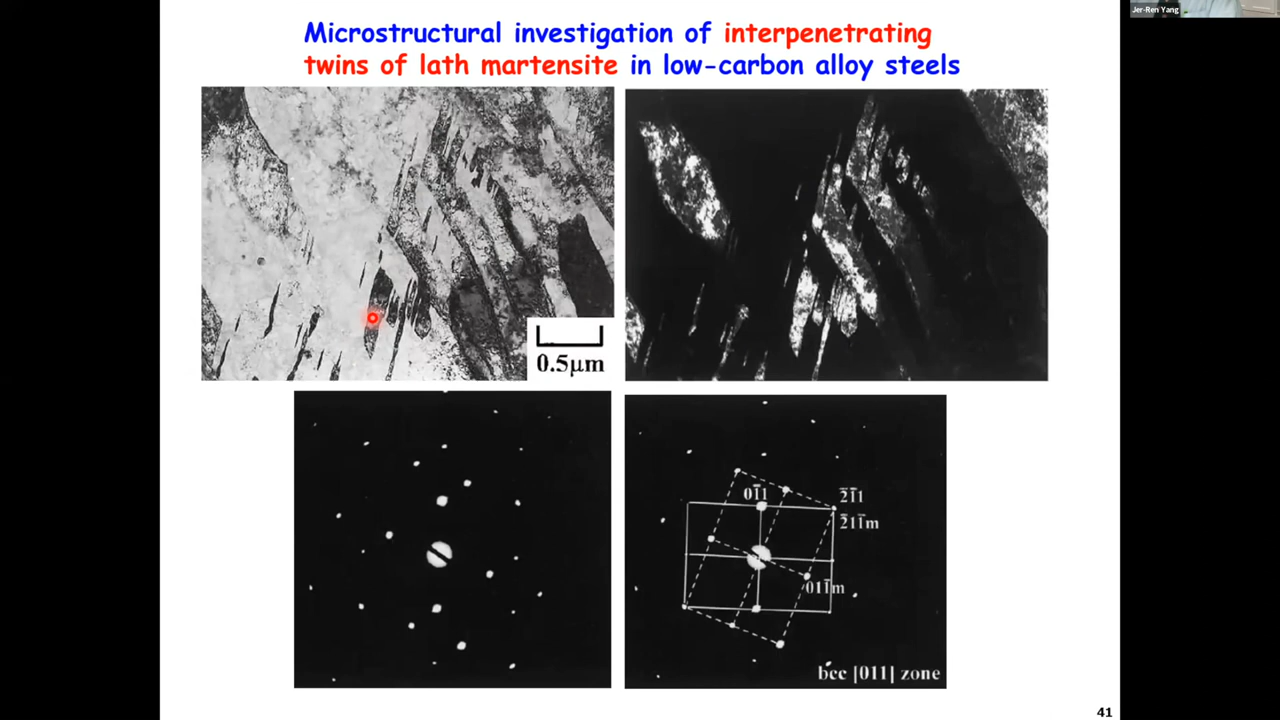 Jer-Ren Yang
Microstructural investigation of interpenetrating
twins of lath martensite in low-carbon alloy steels
0.5μm
01̅1
2̅1̅1
2̅11̅m
011̅m
bcc [011] zone
41